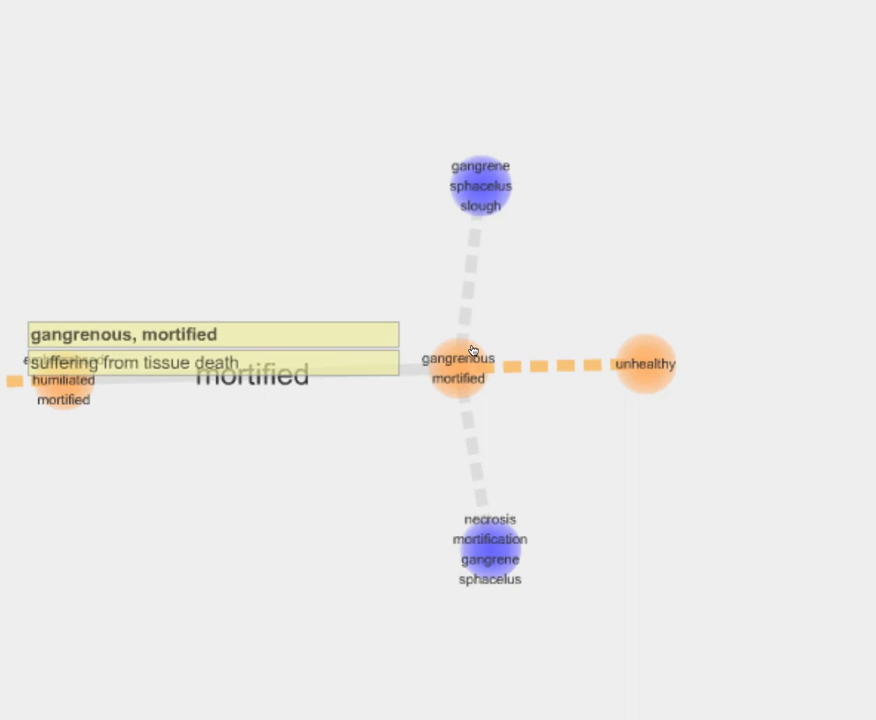 gangrene
sphacelus
slough
gangrenous, mortified
suffering from tissue death
humiliated
mortified
mortified
gangrenous
mortified
unhealthy
necrosis
mortification
gangrene
sphacelus